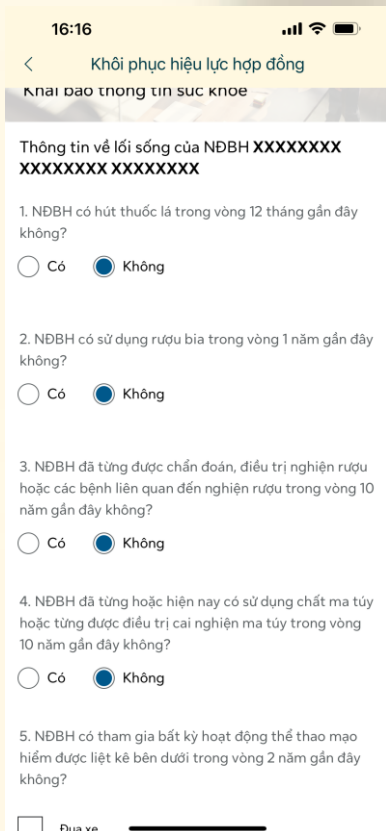 16:16
Khôi phục hiệu lực hợp đồng
Khai báo thông tin sức khỏe
Thông tin về lối sống của NĐBH XXXXXXXX
XXXXXXXX XXXXXXXX
1. NĐBH có hút thuốc lá trong vòng 12 tháng gần đây
không?
Có Không
2. NĐBH có sử dụng rượu bia trong vòng 1 năm gần đây
không?
Có Không
3. NĐBH đã từng được chẩn đoán, điều trị nghiện rượu
hoặc các bệnh liên quan đến nghiện rượu trong vòng 10
năm gần đây không?
Có Không
4. NĐBH đã từng hoặc hiện nay có sử dụng chất ma túy
hoặc từng được điều trị cai nghiện ma túy trong vòng
10 năm gần đây không?
Có Không
5. NĐBH có tham gia bất kỳ hoạt động thể thao mạo
hiểm được liệt kê bên dưới trong vòng 2 năm gần đây
không?
Đua xe